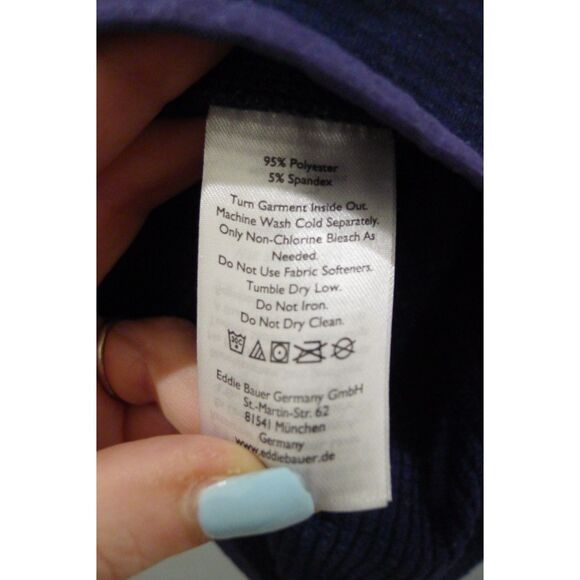 95% Polyester
5% Spandex
Turn Garment Inside Out.
Machine Wash Cold Separately.
Only Non-Chlorine Bleach As
Needed.
Do Not Use Fabric Softeners.
Tumble Dry Low.
Do Not Iron.
Do Not Dry Clean.
Eddie Bauer Germany GmbH
St.-Martin-Str. 62
81541 München
Germany
www.eddiebauer.de